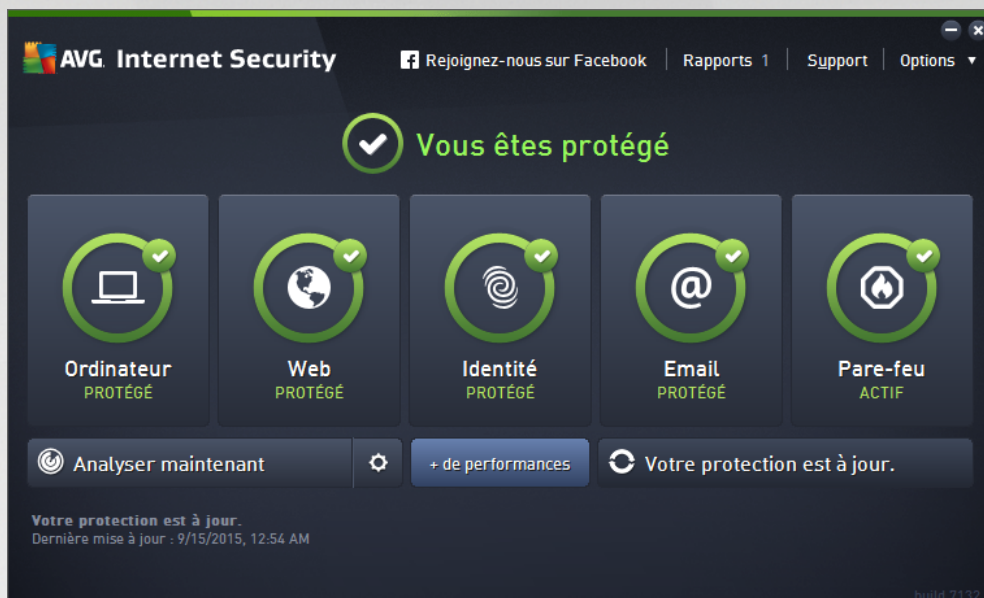 AVG. Internet Security
Rejoignez-nous sur Facebook
Rapports 1
Support
Options
Vous êtes protégé
Ordinateur
PROTÉGÉ
Web
PROTÉGÉ
Identité
PROTÉGÉ
@
Email
PROTÉGÉ
Pare-feu
ACTIF
Analyser maintenant
+ de performances
Votre protection est à jour.
Votre protection est à jour.
Dernière mise à jour : 9/15/2015, 12:54 AM
build 7132